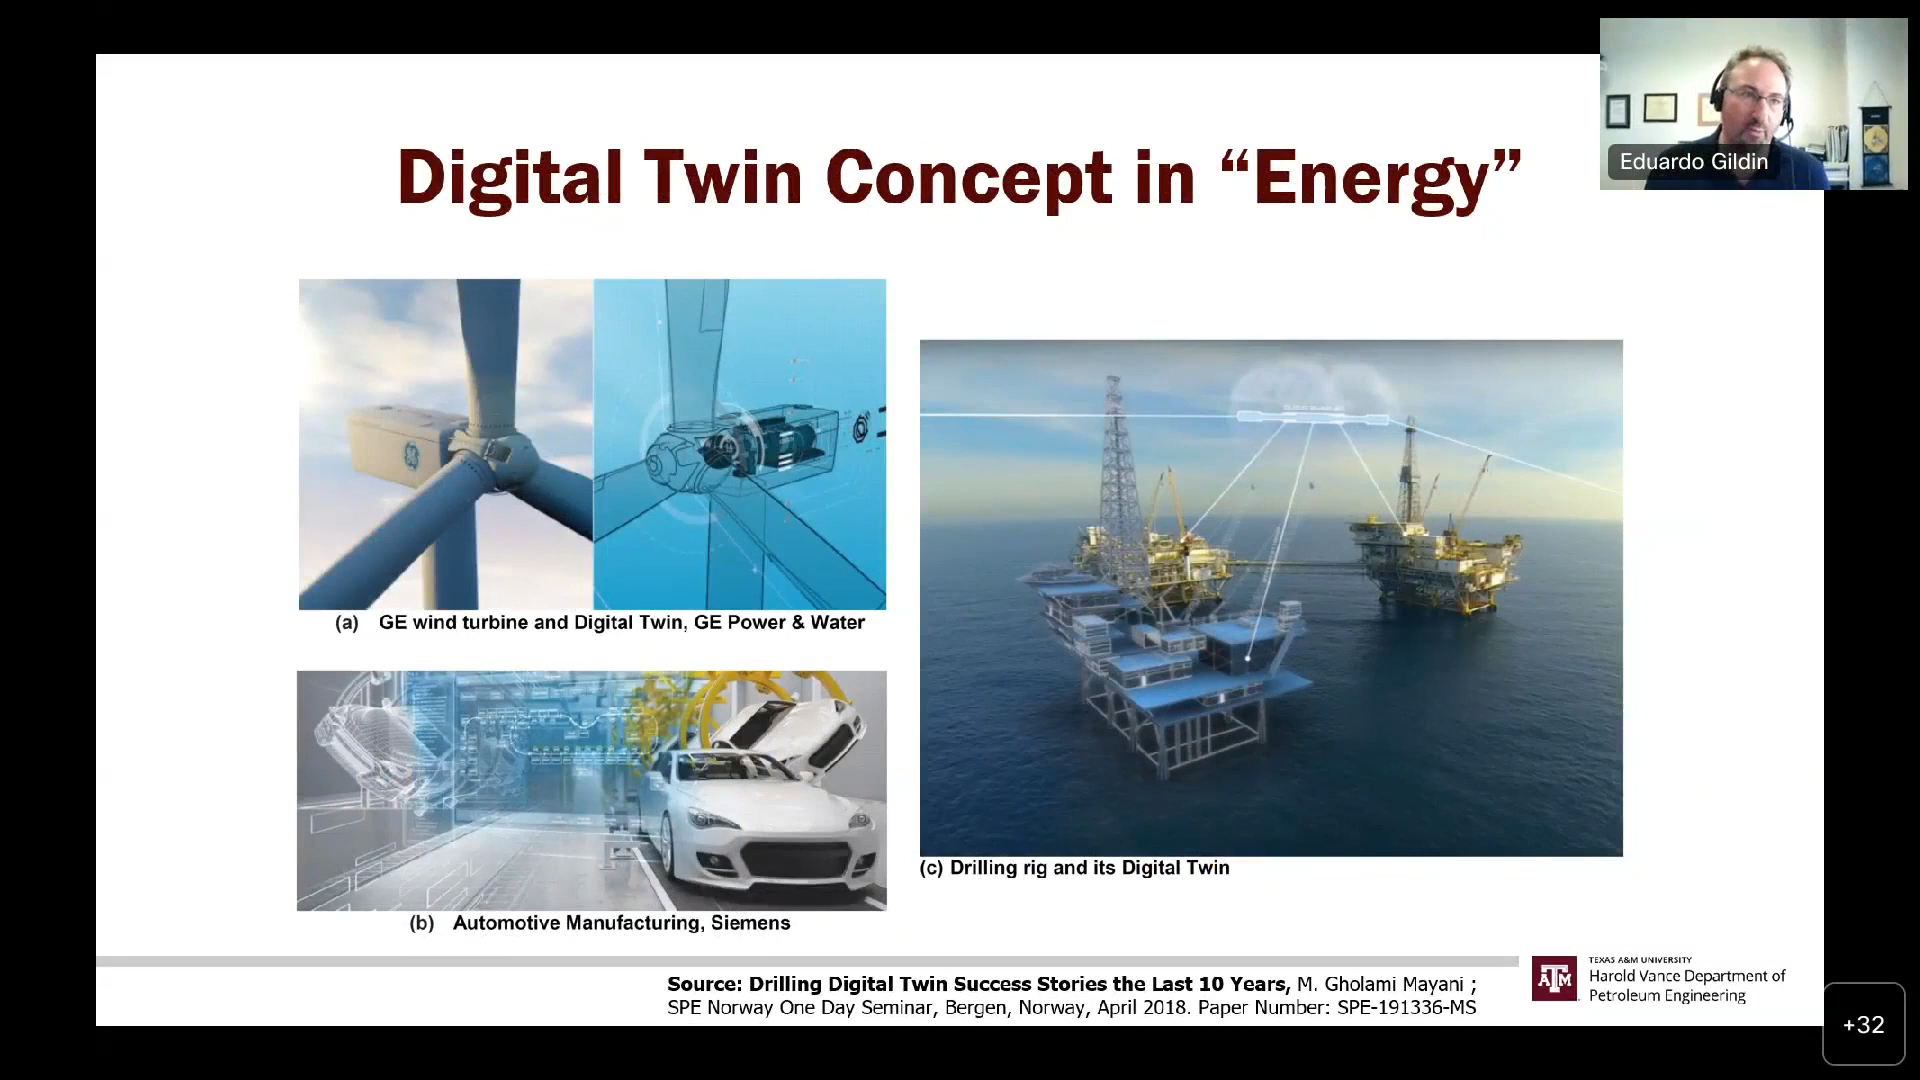 Eduardo Gildin
Digital Twin Concept in “Energy”
(a) GE wind turbine and Digital Twin, GE Power & Water
(b) Automotive Manufacturing, Siemens
(c) Drilling rig and its Digital Twin
Source: Drilling Digital Twin Success Stories the Last 10 Years, M. Gholami Mayani ;
SPE Norway One Day Seminar, Bergen, Norway, April 2018. Paper Number: SPE-191336-MS
ATM
TEXAS A&M UNIVERSITY
Harold Vance Department of
Petroleum Engineering
+32